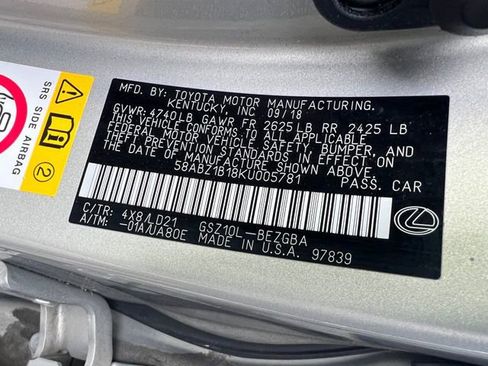 SRS SIDE AIRBAG
2
MFD. BY: TOYOTA MOTOR MANUFACTURING.
KENTUCKY INC 09/18
GVWR: 4740LB GAWR FR 2625 LB RR 2425 LB
THIS VEHICLE CONFORMS TO ALL APPLICABLE
FEDERAL MOTOR VEHICLE SAFETY, BUMPER, AND
THEFT PREVENTION STANDARDS IN EFFECT ON
THE DATE OF MANUFACTURE SHOWN ABOVE.
58ABZ1B18KU005781 PASS. CAR
C/TR: 4X8/LD21 GSZ10L-BEZGBA
A/TM: -01A/UA80E MADE IN U.S.A. 97839